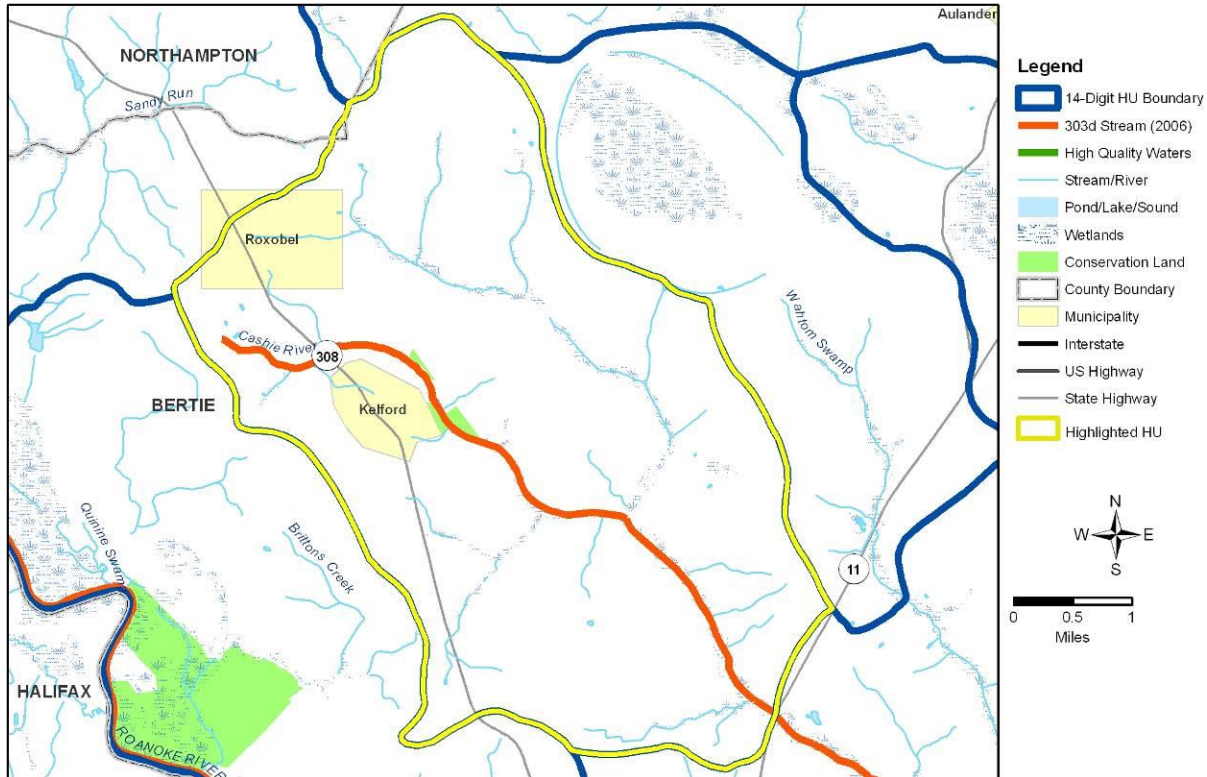 Aulander
NORTHAMPTON
Sandy Run
Roxobel
Cashie River
308
Kelford
BERTIE
Wahtom Swamp
Quinine Swamp
Brittons Creek
11
HALIFAX
ROANOKE RIVER
Legend
14-Digit HU Boundary
303d Stream (2006)
High Quality Waters
Stream/River
Pond/Lake/Sound
Wetlands
Conservation Land
County Boundary
Municipality
Interstate
US Highway
State Highway
Highlighted HU
N
W E
S
0 0.5 1
Miles